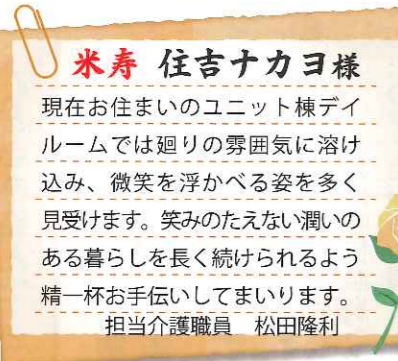 米寿 住吉ナカヨ様
現在お住まいのユニット棟デイ
ルームでは廻りの雰囲気に溶け
込み、微笑を浮かべる姿を多く
見受けます。笑みのたえない潤いの
ある暮らしを長く続けられるよう
精一杯お手伝いしてまいります。
担当介護職員 松田隆利